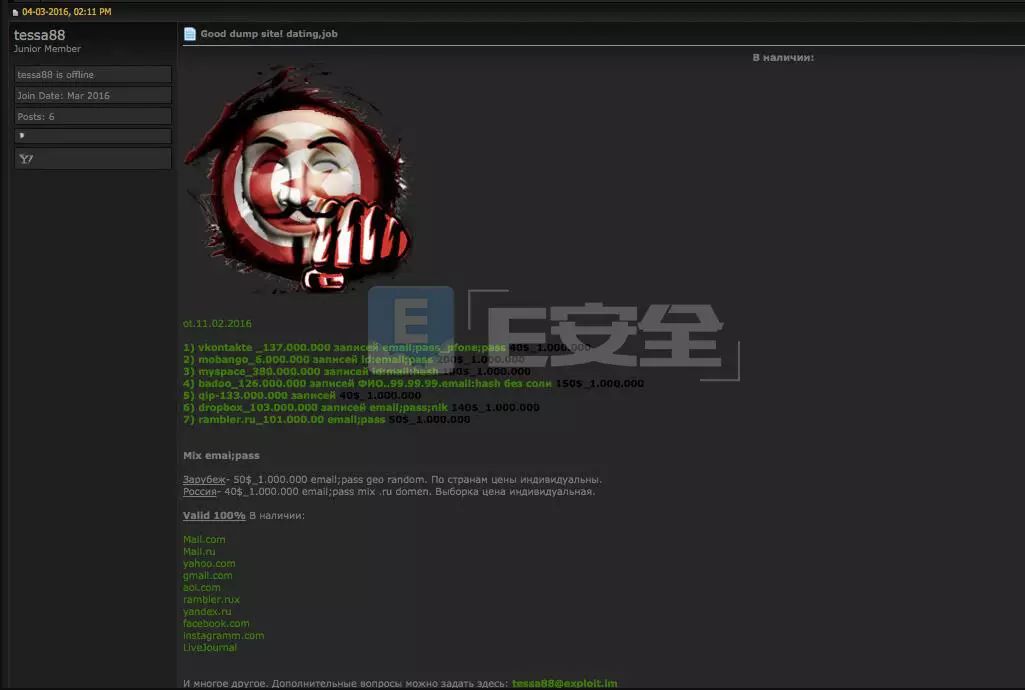 04-03-2016, 02:11 PM
tessa88
Junior Member
tessa88 is offline
Join Date: Mar 2016
Posts: 6
Good dump site! dating,job
В наличии:
E E安全
ot.11.02.2016
1) vkontakte _137.000.000 записей email;pass_pfone;pass 40$_1.000.000
2) mobango_6.000.000 записей id;email;pass 200$_1.000.000
3) myspace_380.000.000 записей id;mail;hash 100$_1.000.000
4) badoo_126.000.000 записей ФИО..99.99.99.email:hash без соли 150$_1.000.000
5) qip-133.000.000 записей 40$_1.000.000
6) dropbox_103.000.000 записей email;pass;nik 140$_1.000.000
7) rambler.ru_101.000.00 email;pass 50$_1.000.000
Mix emai;pass
Зарубеж- 50$_1.000.000 email;pass geo random. По странам цены индивидуальны.
Россия- 40$_1.000.000 email;pass mix .ru domen. Выборка цена индивидуальная.
Valid 100% В наличии:
Mail.com
Mail.ru
yahoo.com
gmail.com
aol.com
rambler.rux
yandex.ru
facebook.com
instagramm.com
LiveJournal
И многое другое. Дополнительные вопросы можно задать здесь: tessa88@exploit.im